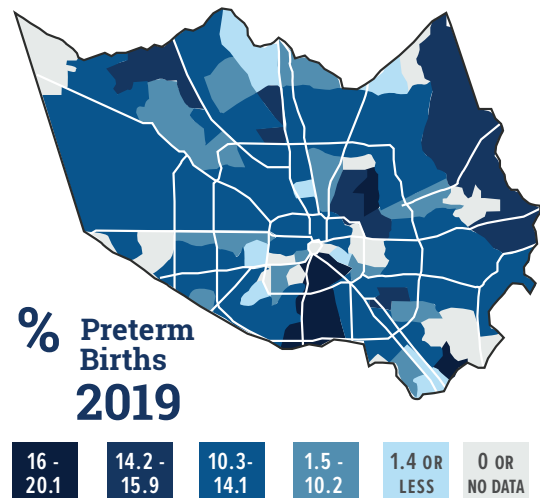 % Preterm
Births
2019
16 -
20.1
14.2 -
15.9
10.3-
14.1
1.5 -
10.2
1.4 OR
LESS
0 OR
NO DATA